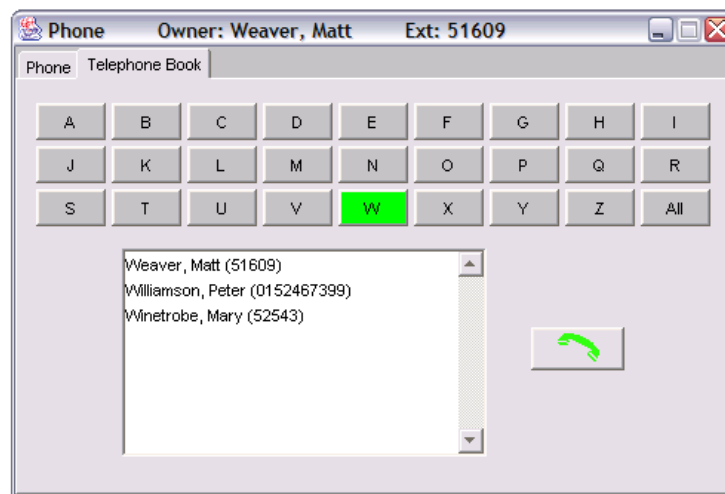 Phone Owner: Weaver, Matt Ext: 51609
Phone Telephone Book
A B C D E F G H I
J K L M N O P Q R
S T U V W X Y Z All
Weaver, Matt (51609)
Williamson, Peter (0152467399)
Winetrobe, Mary (52543)